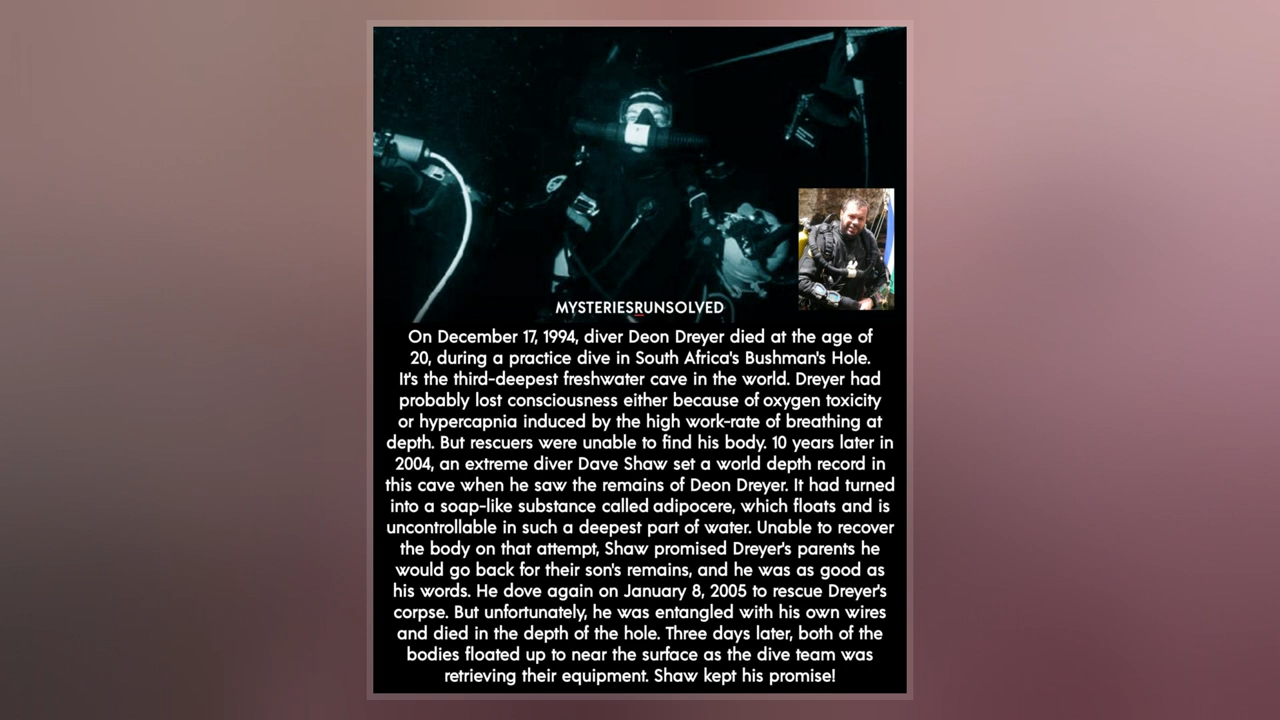 MYSTERIESRUNSOLVED
On December 17, 1994, diver Deon Dreyer died at the age of
20, during a practice dive in South Africa's Bushman's Hole.
It's the third-deepest freshwater cave in the world. Dreyer had
probably lost consciousness either because of oxygen toxicity
or hypercapnia induced by the high work-rate of breathing at
depth. But rescuers were unable to find his body. 10 years later in
2004, an extreme diver Dave Shaw set a world depth record in
this cave when he saw the remains of Deon Dreyer. It had turned
into a soap-like substance called adipocere, which floats and is
uncontrollable in such a deepest part of water. Unable to recover
the body on that attempt, Shaw promised Dreyer's parents he
would go back for their son's remains, and he was as good as
his words. He dove again on January 8, 2005 to rescue Dreyer's
corpse. But unfortunately, he was entangled with his own wires
and died in the depth of the hole. Three days later, both of the
bodies floated up to near the surface as the dive team was
retrieving their equipment. Shaw kept his promise!